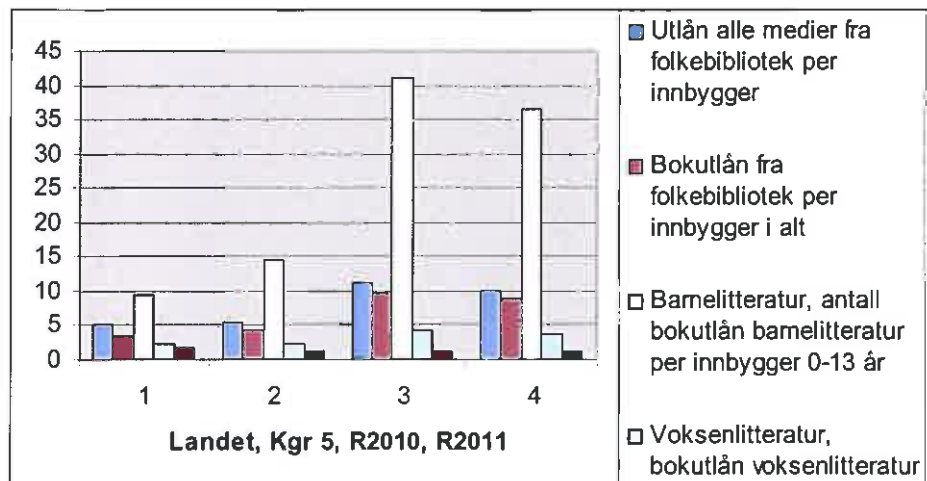 45
40
35
30
25
20
15
10
5
0
1 2 3 4
Landet, Kgr 5, R2010, R2011
Utlån alle medier fra
folkebibliotek per
innbygger
Bokutlån fra
folkebibliotek per
innbygger i alt
Barnelitteratur, antall
bokutlån barnelitteratur
per innbygger 0-13 år
Voksenlitteratur,
bokutlån voksenlitteratur